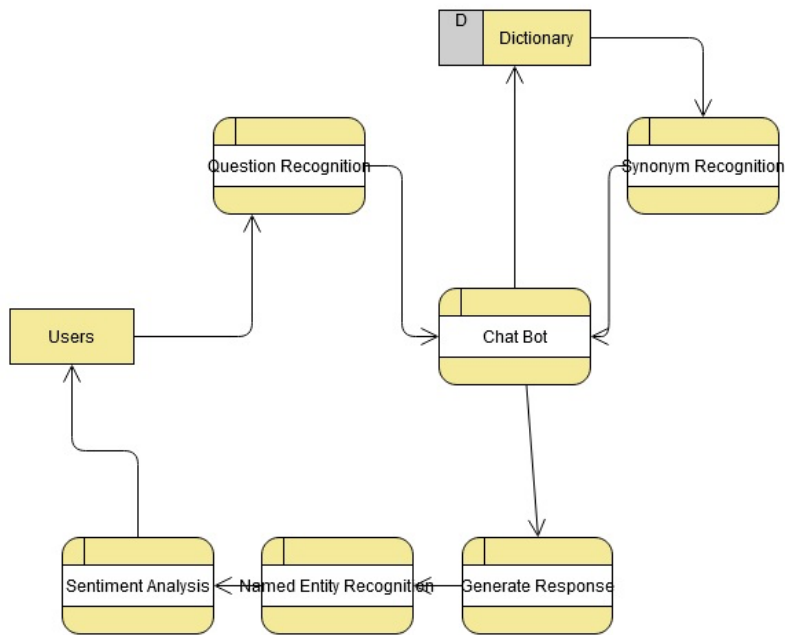 D
Dictionary
Question Recognition
Synonym Recognition
Users
Chat Bot
Sentiment Analysis
Named Entity Recognition
Generate Response